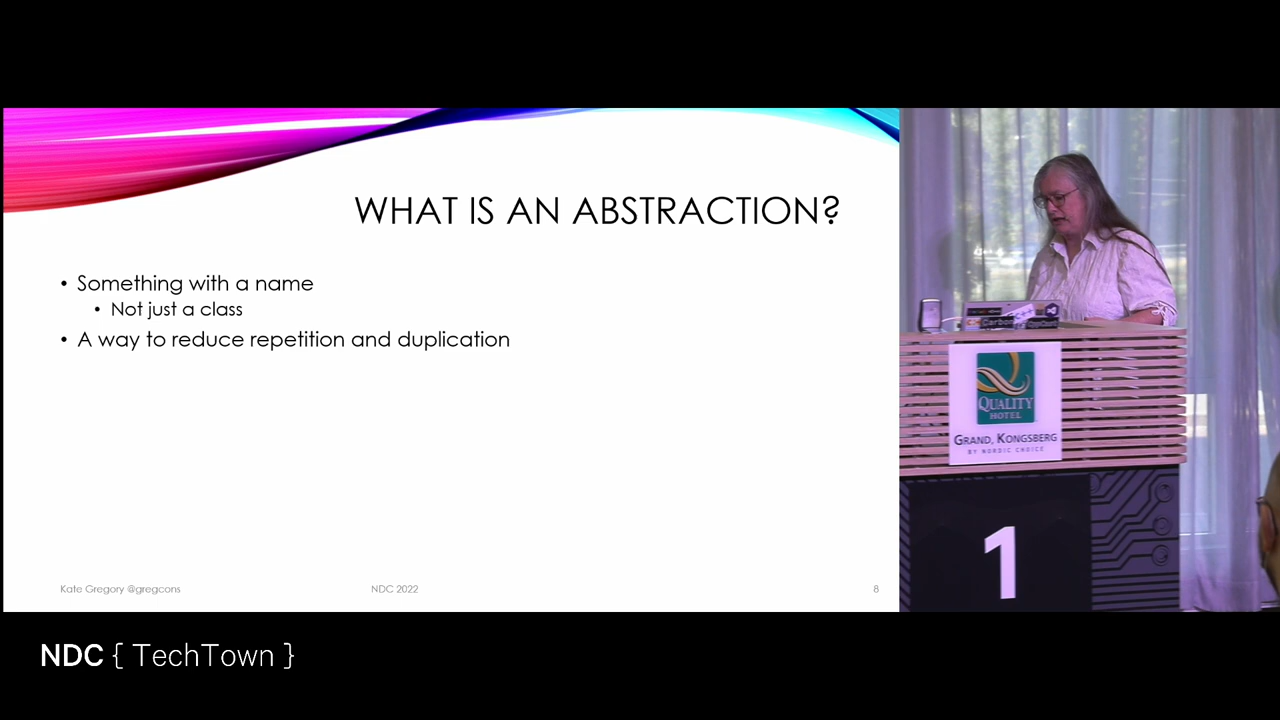 WHAT IS AN ABSTRACTION?
• Something with a name
• Not just a class
• A way to reduce repetition and duplication
Kate Gregory @gregcons
NDC 2022
8
Carbon
QUALITY
HOTEL
GRAND, KONGSBERG
BY NORDIC CHOICE
1
NDC { TechTown }